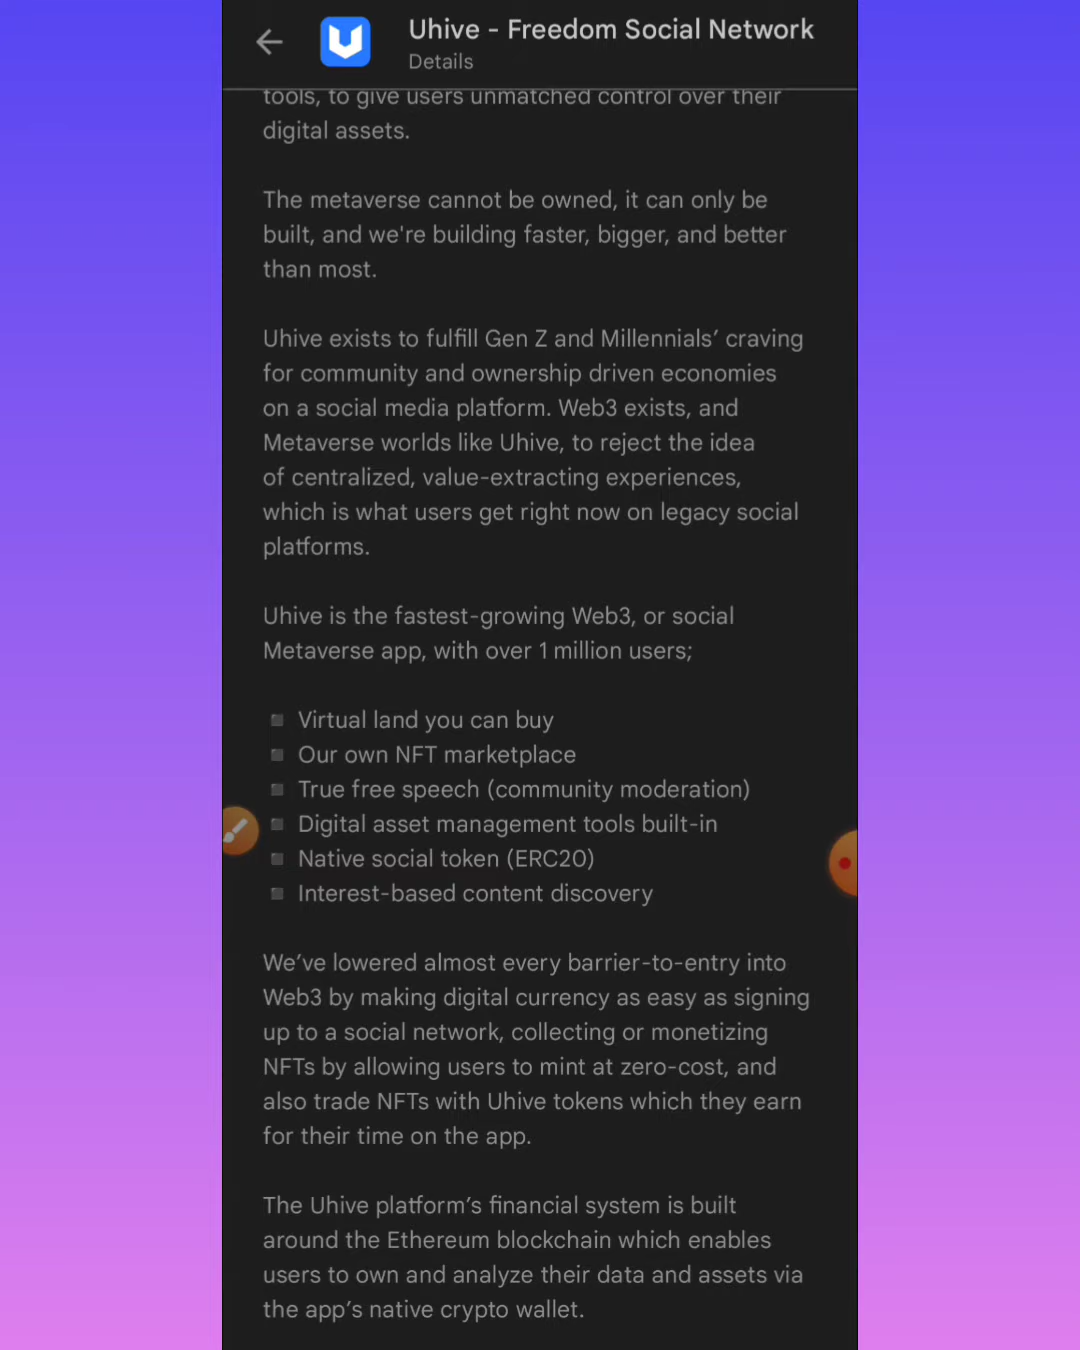 Uhive - Freedom Social Network
Details
tools, to give users unmatched control over their
digital assets.
The metaverse cannot be owned, it can only be
built, and we're building faster, bigger, and better
than most.
Uhive exists to fulfill Gen Z and Millennials’ craving
for community and ownership driven economies
on a social media platform. Web3 exists, and
Metaverse worlds like Uhive, to reject the idea
of centralized, value-extracting experiences,
which is what users get right now on legacy social
platforms.
Uhive is the fastest-growing Web3, or social
Metaverse app, with over 1 million users;
▪ Virtual land you can buy
▪ Our own NFT marketplace
▪ True free speech (community moderation)
▪ Digital asset management tools built-in
▪ Native social token (ERC20)
▪ Interest-based content discovery
We’ve lowered almost every barrier-to-entry into
Web3 by making digital currency as easy as signing
up to a social network, collecting or monetizing
NFTs by allowing users to mint at zero-cost, and
also trade NFTs with Uhive tokens which they earn
for their time on the app.
The Uhive platform’s financial system is built
around the Ethereum blockchain which enables
users to own and analyze their data and assets via
the app’s native crypto wallet.